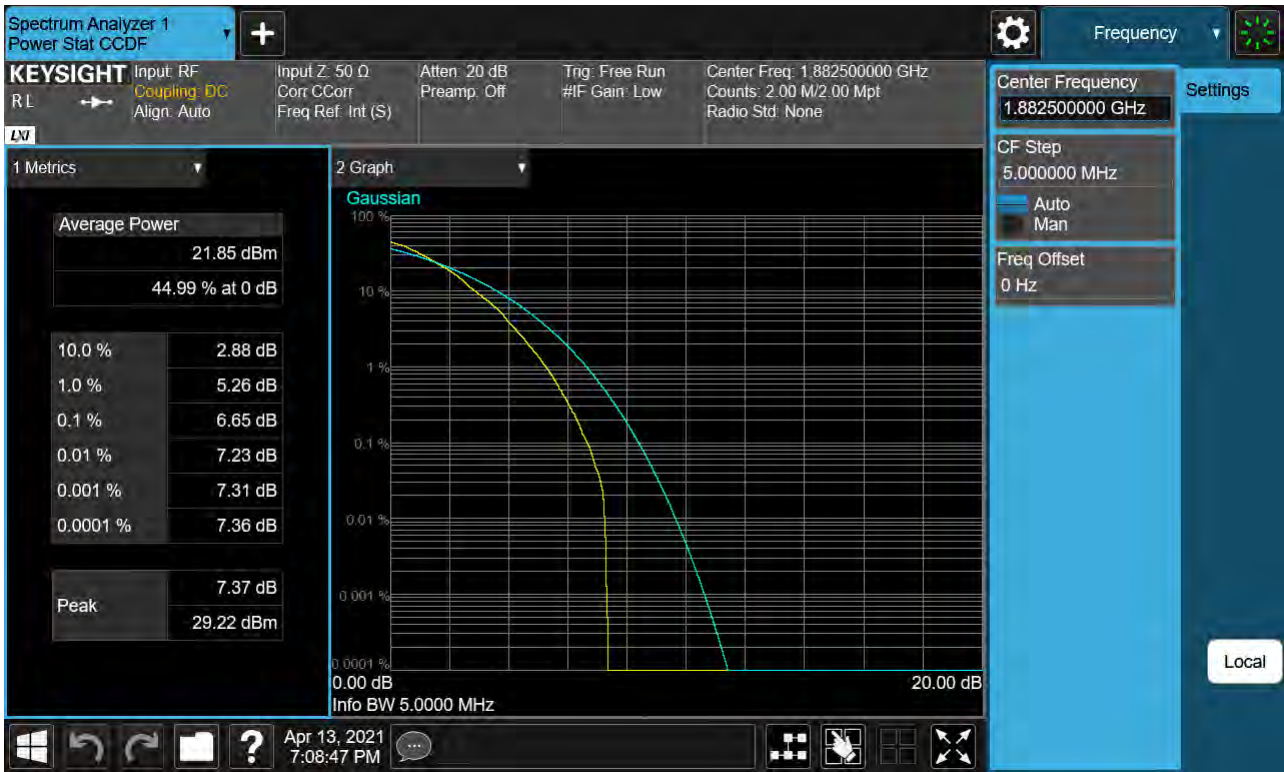 Spectrum Analyzer 1
Power Stat CCDF
+
Frequency
KEYSIGHT
RL
LXI
Input: RF
Coupling: DC
Align: Auto
Input Z: 50 Ω
Corr CCorr
Freq Ref: Int (S)
Atten: 20 dB
Preamp: Off
Trig: Free Run
#IF Gain: Low
Center Freq: 1.882500000 GHz
Counts: 2.00 M/2.00 Mpt
Radio Std: None
Center Frequency
1.882500000 GHz
Settings
CF Step
5.000000 MHz
Auto
Man
Freq Offset
0 Hz
1 Metrics
Average Power
21.85 dBm
44.99 % at 0 dB
10.0 % 2.88 dB
1.0 % 5.26 dB
0.1 % 6.65 dB
0.01 % 7.23 dB
0.001 % 7.31 dB
0.0001 % 7.36 dB
Peak
7.37 dB
29.22 dBm
2 Graph
Gaussian
100 %
10 %
1 %
0.1 %
0.01 %
0.001 %
0.0001 %
0.00 dB 20.00 dB
Info BW 5.0000 MHz
Local
?
Apr 13, 2021
7:08:47 PM